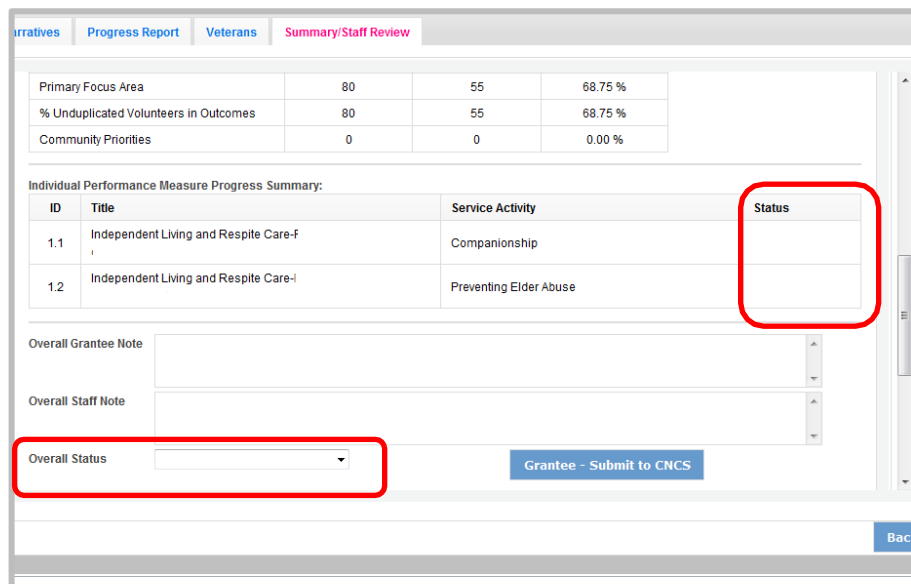 rratives Progress Report Veterans Summary/Staff Review
Primary Focus Area 80 55 68.75 %
% Unduplicated Volunteers in Outcomes 80 55 68.75 %
Community Priorities 0 0 0.00 %
Individual Performance Measure Progress Summary:
ID Title Service Activity Status
1.1 Independent Living and Respite Care- Companionship
1.2 Independent Living and Respite Care- Preventing Elder Abuse
Overall Grantee Note
Overall Staff Note
Overall Status Grantee - Submit to CNCS
Bac